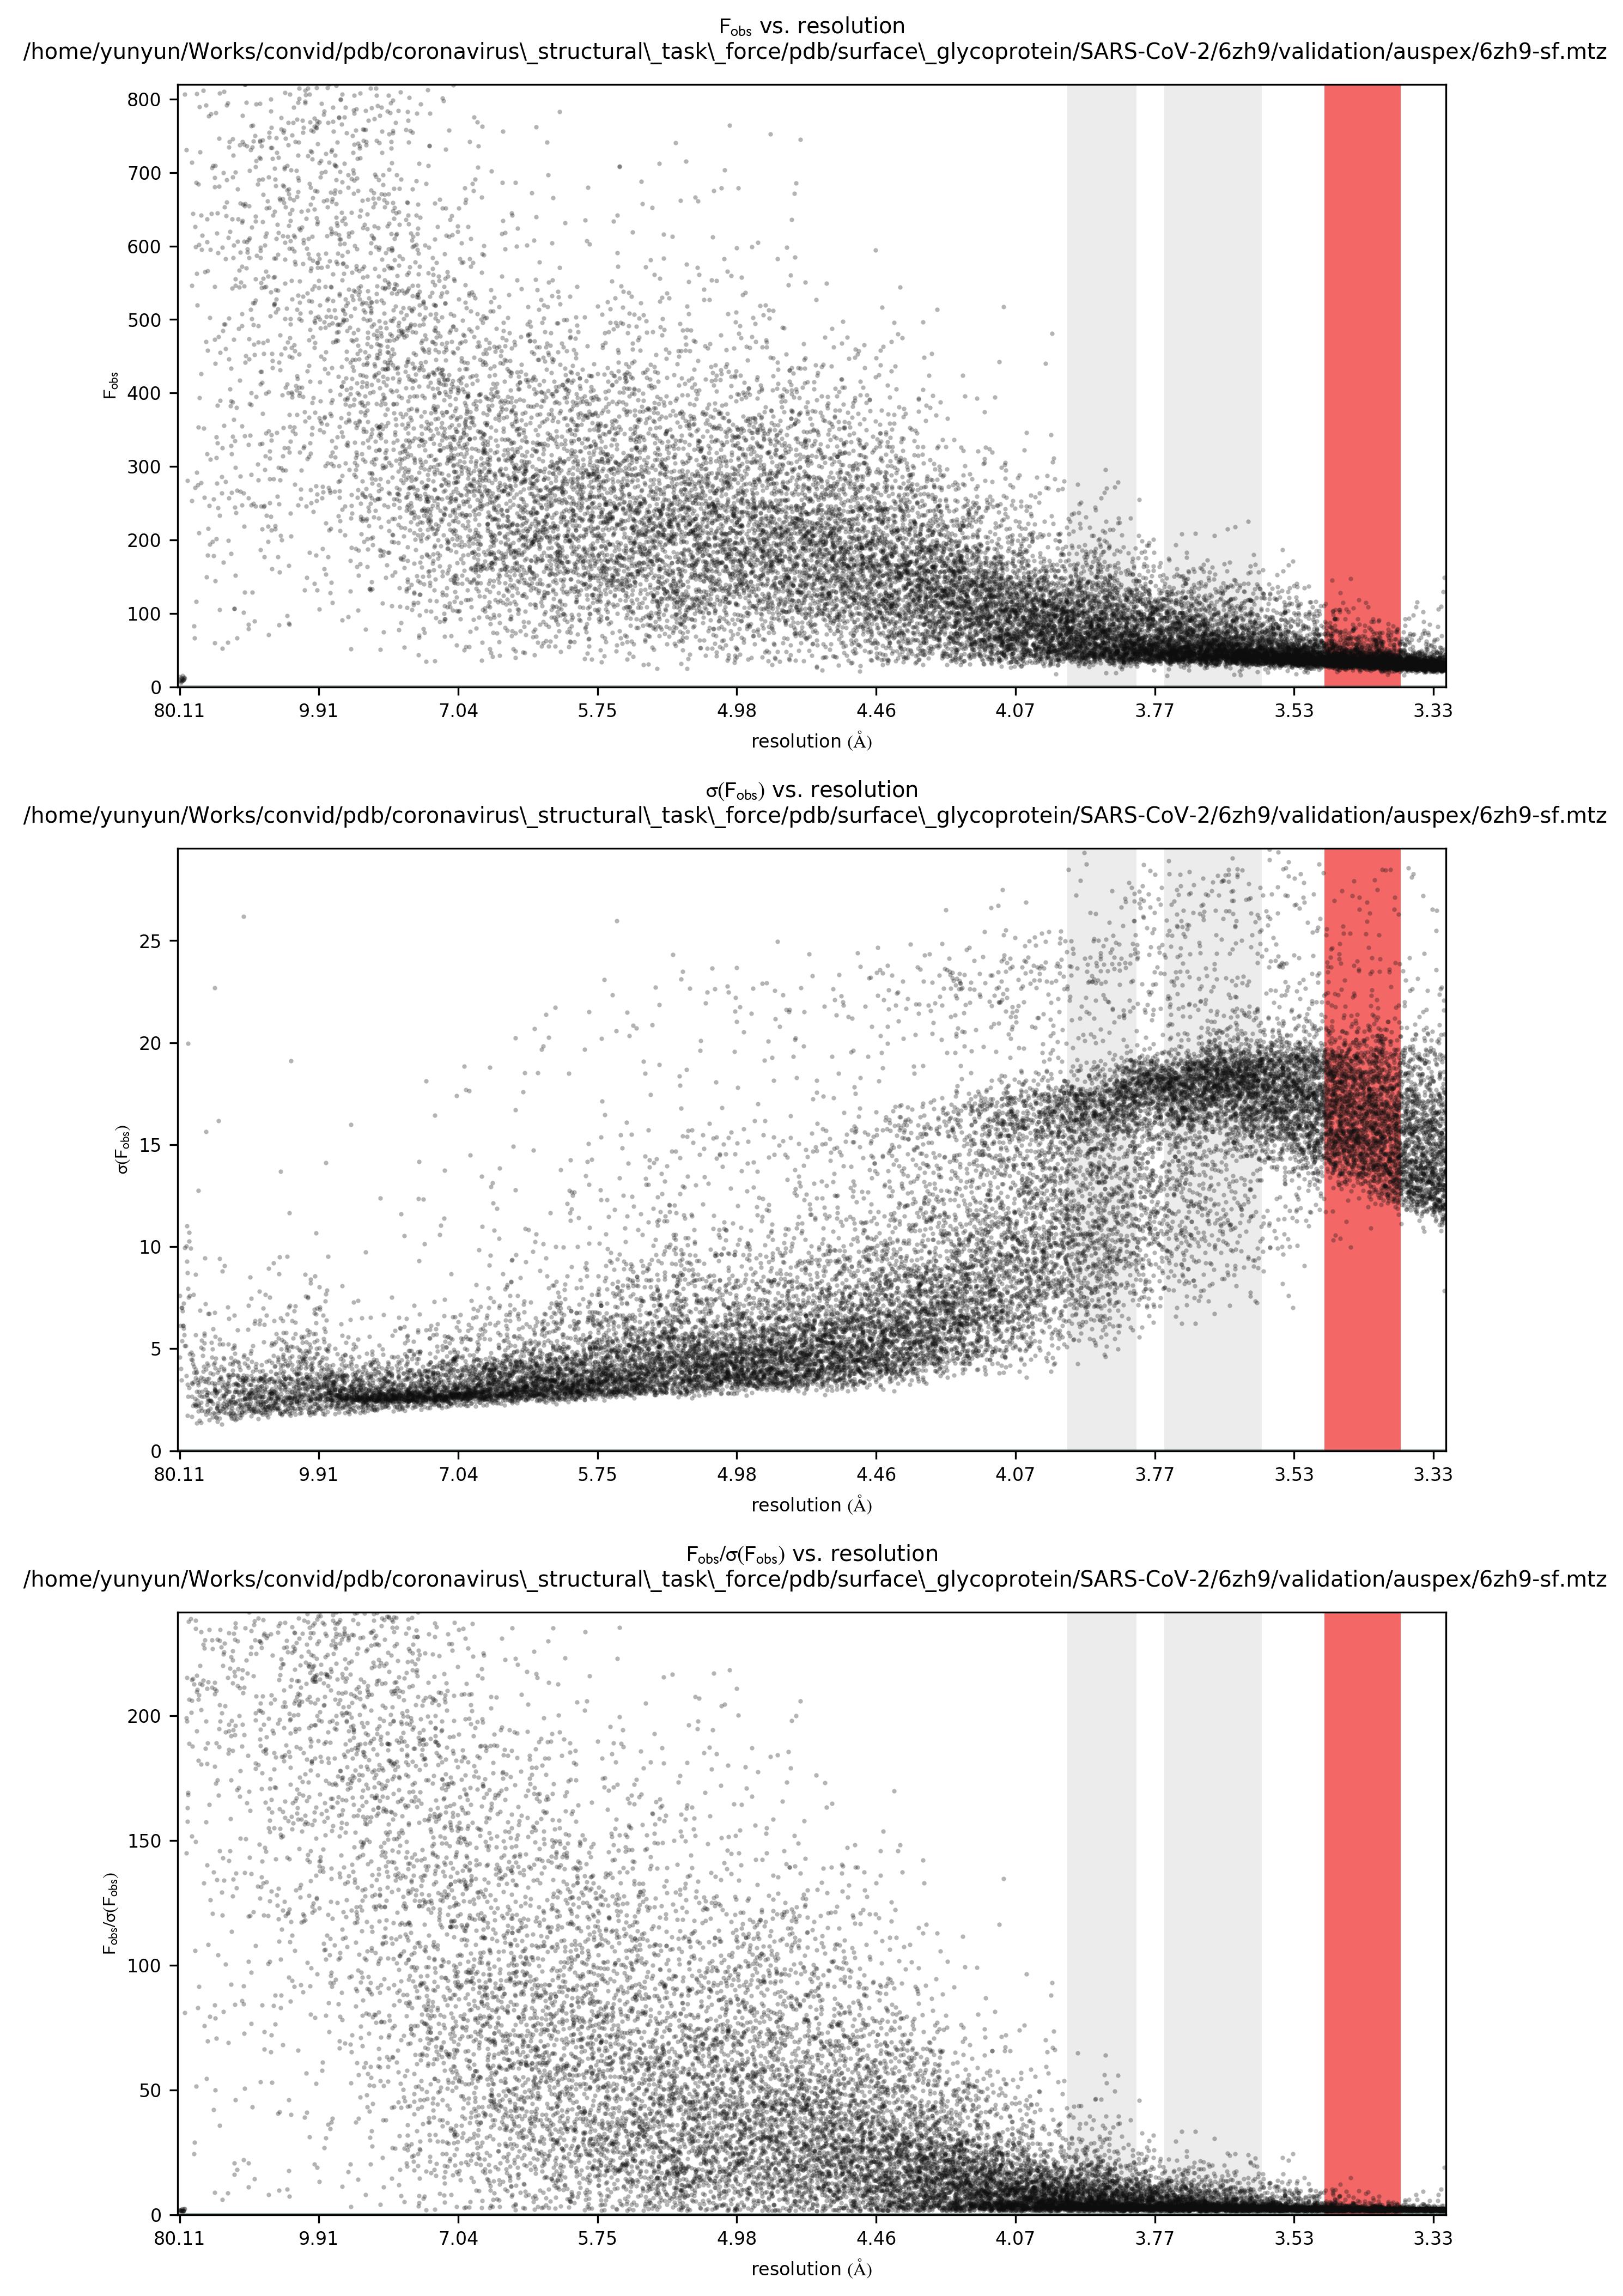 Fobs vs. resolution
/home/yunyun/Works/convid/pdb/coronavirus\_structural\_task\_force/pdb/surface\_glycoprotein/SARS-CoV-2/6zh9/validation/auspex/6zh9-sf.mtz
800
700
600
500
400
300
200
100
0
Fobs
80.11 9.91 7.04 5.75 4.98 4.46 4.07 3.77 3.53 3.33
resolution (Å)
σ(Fobs) vs. resolution
/home/yunyun/Works/convid/pdb/coronavirus\_structural\_task\_force/pdb/surface\_glycoprotein/SARS-CoV-2/6zh9/validation/auspex/6zh9-sf.mtz
25
20
15
10
5
0
σ(Fobs)
80.11 9.91 7.04 5.75 4.98 4.46 4.07 3.77 3.53 3.33
resolution (Å)
Fobs/σ(Fobs) vs. resolution
/home/yunyun/Works/convid/pdb/coronavirus\_structural\_task\_force/pdb/surface\_glycoprotein/SARS-CoV-2/6zh9/validation/auspex/6zh9-sf.mtz
200
150
100
50
0
Fobs/σ(Fobs)
80.11 9.91 7.04 5.75 4.98 4.46 4.07 3.77 3.53 3.33
resolution (Å)